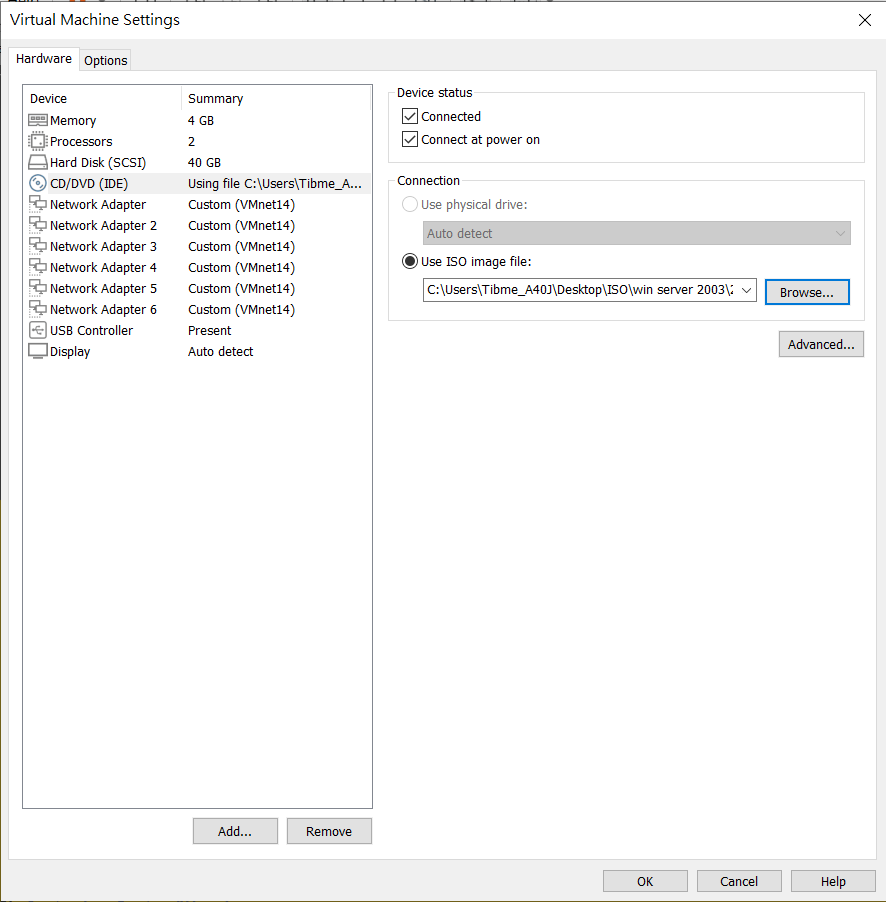 Virtual Machine Settings
Hardware Options
Device Summary
Memory 4 GB
Processors 2
Hard Disk (SCSI) 40 GB
CD/DVD (IDE) Using file C:\Users\Tibme_A...
Network Adapter Custom (VMnet14)
Network Adapter 2 Custom (VMnet14)
Network Adapter 3 Custom (VMnet14)
Network Adapter 4 Custom (VMnet14)
Network Adapter 5 Custom (VMnet14)
Network Adapter 6 Custom (VMnet14)
USB Controller Present
Display Auto detect
Add... Remove
Device status
Connected
Connect at power on
Connection
Use physical drive:
Auto detect
Use ISO image file:
C:\Users\Tibme_A40J\Desktop\ISO\win server 2003\2 Browse...
Advanced...
OK Cancel Help